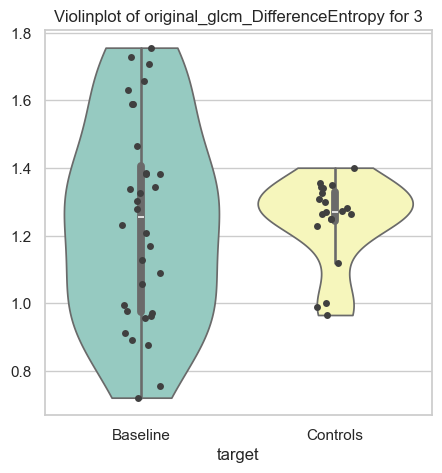 Violinplot of original_glcm_DifferenceEntropy for 3
1.8
1.6
1.4
1.2
1.0
0.8
Baseline Controls
target